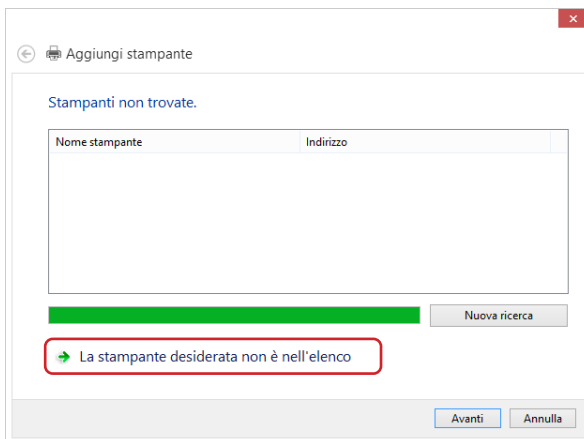 Aggiungi stampante
Stampanti non trovate.
Nome stampante Indirizzo
Nuova ricerca
La stampante desiderata non è nell'elenco
Avanti Annulla